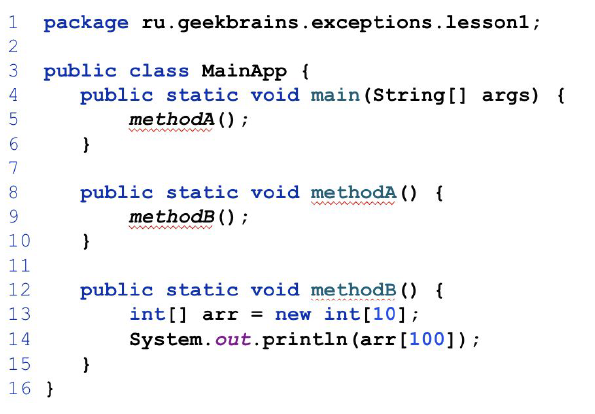 1 package ru.geekbrains.exceptions.lesson1;
2
3 public class MainApp {
4     public static void main(String[] args) {
5         methodA();
6     }
7
8     public static void methodA() {
9         methodB();
10     }
11
12     public static void methodB() {
13         int[] arr = new int[10];
14         System.out.println(arr[100]);
15     }
16 }